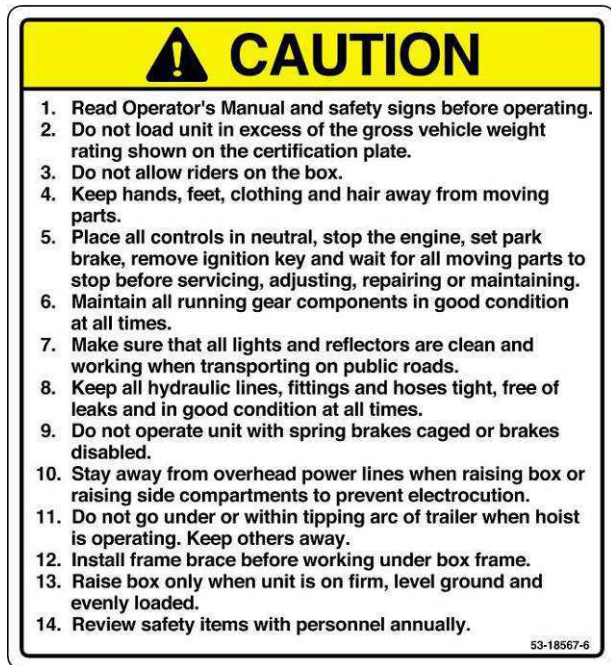 CAUTION
1. Read Operator's Manual and safety signs before operating.
2. Do not load unit in excess of the gross vehicle weight
rating shown on the certification plate.
3. Do not allow riders on the box.
4. Keep hands, feet, clothing and hair away from moving
parts.
5. Place all controls in neutral, stop the engine, set park
brake, remove ignition key and wait for all moving parts to
stop before servicing, adjusting, repairing or maintaining.
6. Maintain all running gear components in good condition
at all times.
7. Make sure that all lights and reflectors are clean and
working when transporting on public roads.
8. Keep all hydraulic lines, fittings and hoses tight, free of
leaks and in good condition at all times.
9. Do not operate unit with spring brakes caged or brakes
disabled.
10. Stay away from overhead power lines when raising box or
raising side compartments to prevent electrocution.
11. Do not go under or within tipping arc of trailer when hoist
is operating. Keep others away.
12. Install frame brace before working under box frame.
13. Raise box only when unit is on firm, level ground and
evenly loaded.
14. Review safety items with personnel annually.
53-18567-6